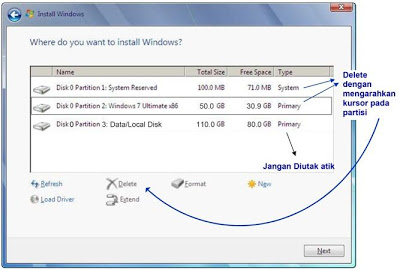 Install Windows
Where do you want to install Windows?
Name Total Size Free Space Type
Disk 0 Partition 1: System Reserved 100.0 MB 71.0 MB System
Disk 0 Partition 2: Windows 7 Ultimate x86 50.0 GB 30.9 GB Primary
Disk 0 Partition 3: Data/Local Disk 110.0 GB 80.0 GB Primary
Delete
dengan
mengarahkan
kursor pada
partisi
Jangan Diutak atik
Refresh Delete Format New
Load Driver Extend
Next